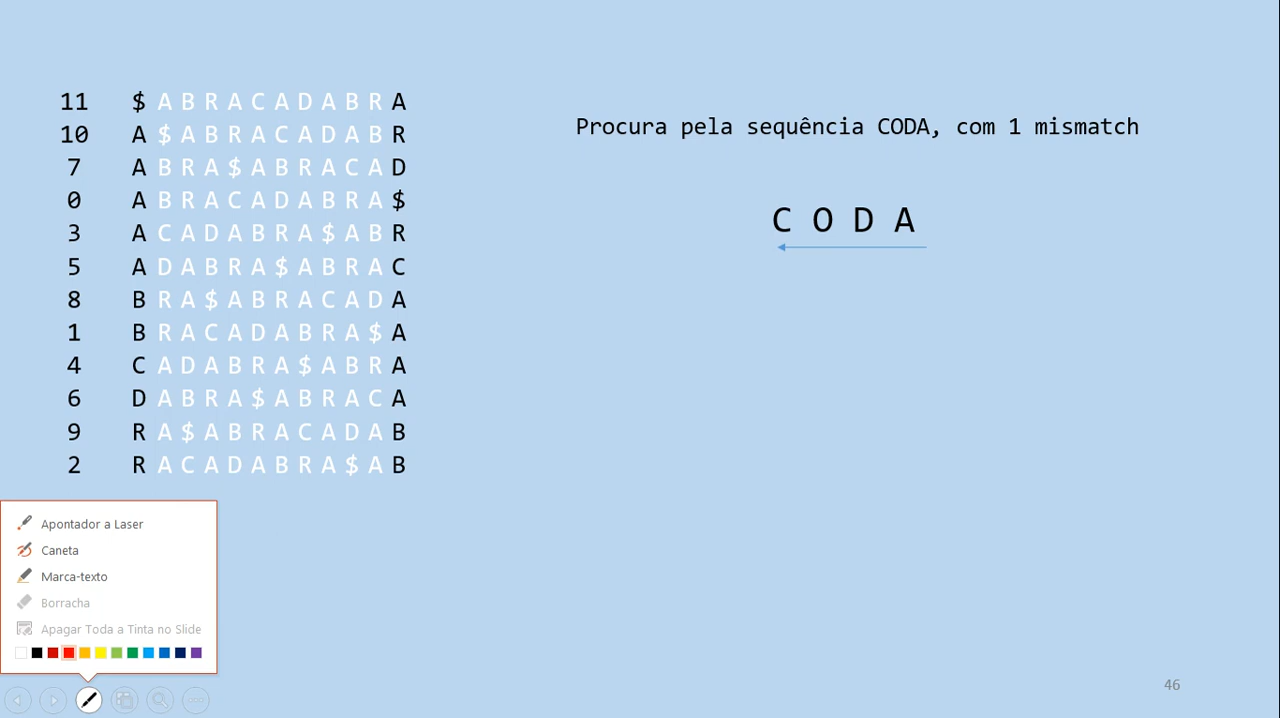 11 $ A B R A C A D A B R A
10 A $ A B R A C A D A B R
7 A B R A $ A B R A C A D
0 A B R A C A D A B R A $
3 A C A D A B R A $ A B R
5 A D A B R A $ A B R A C
8 B R A $ A B R A C A D A
1 B R A C A D A B R A $ A
4 C A D A B R A $ A B R A
6 D A B R A $ A B R A C A
9 R A $ A B R A C A D A B
2 R A C A D A B R A $ A B
Procura pela sequência CODA, com 1 mismatch
C O D A
Apontador a Laser
Caneta
Marca-texto
Borracha
Apagar Toda a Tinta no Slide
46